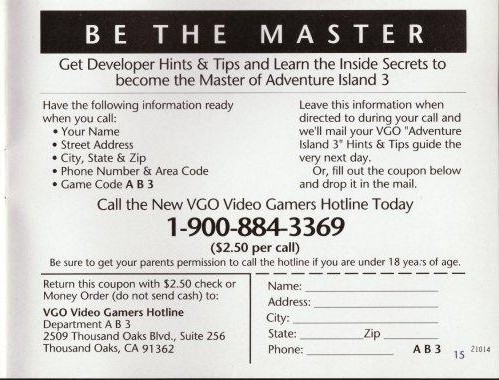 BE THE MASTER
Get Developer Hints & Tips and Learn the Inside Secrets to
become the Master of Adventure Island 3
Have the following information ready
when you call:
• Your Name
• Street Address
• City, State & Zip
• Phone Number & Area Code
• Game Code A B 3
Leave this information when
directed to during your call and
we'll mail your VGO "Adventure
Island 3" Hints & Tips guide the
very next day.
Or, fill out the coupon below
and drop it in the mail.
Call the New VGO Video Gamers Hotline Today
1-900-884-3369
($2.50 per call)
Be sure to get your parents permission to call the hotline if you are under 18 years of age.
Return this coupon with $2.50 check or
Money Order (do not send cash) to:
VGO Video Gamers Hotline
Department A B 3
2509 Thousand Oaks Blvd., Suite 256
Thousand Oaks, CA 91362
Name:
Address:
City:
State: Zip
Phone: A B 3
15 21014